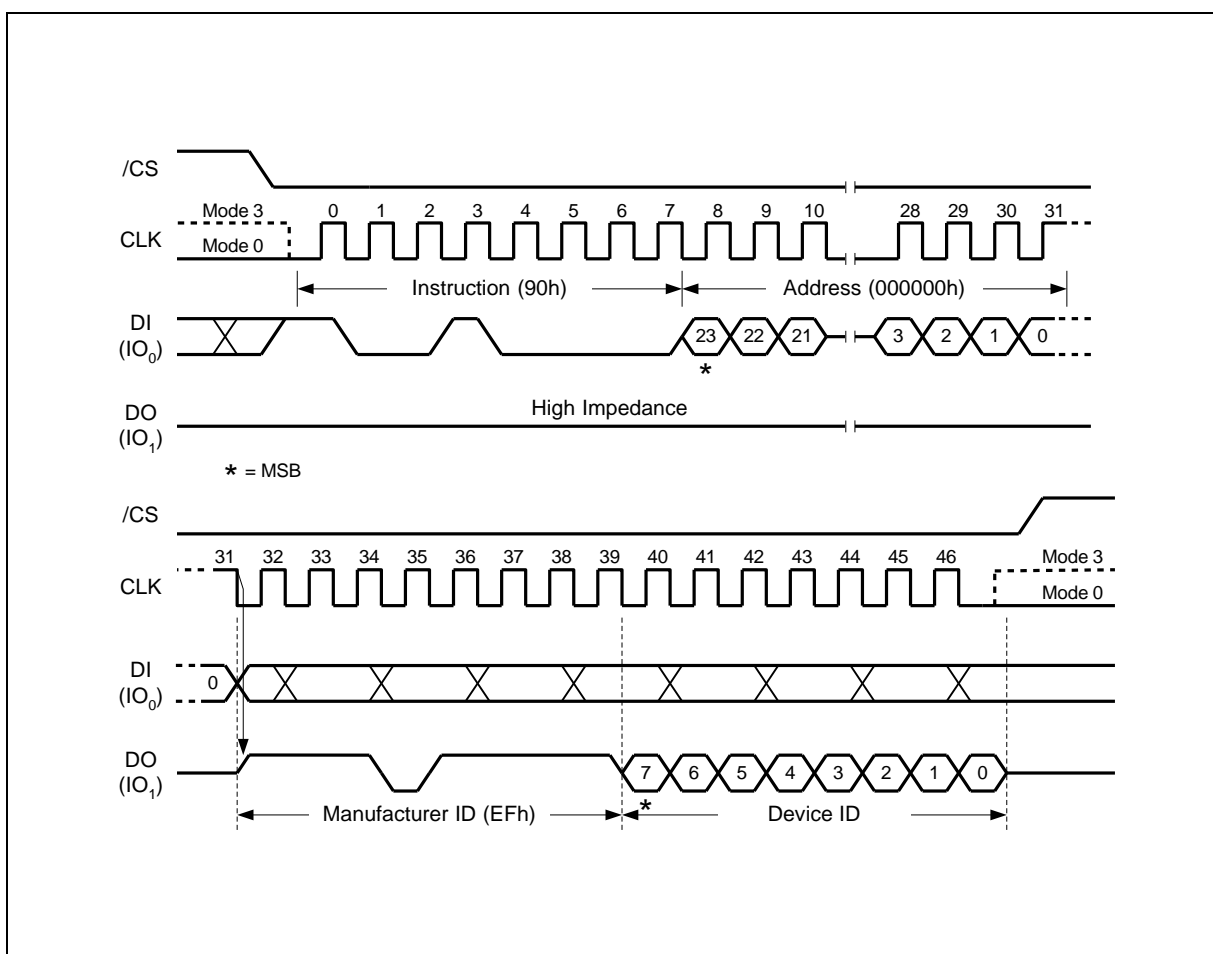 /CS
Mode 3
0 1 2 3 4 5 6 7 8 9 10 28 29 30 31
CLK
Mode 0
Instruction (90h)
Address (000000h)
DI
(IO0)
23 22 21 3 2 1 0
*
High Impedance
DO
(IO1)
* = MSB
/CS
31 32 33 34 35 36 37 38 39 40 41 42 43 44 45 46
Mode 3
CLK
Mode 0
DI
(IO0)
0
DO
(IO1)
7 6 5 4 3 2 1 0
*
Manufacturer ID (EFh)
Device ID